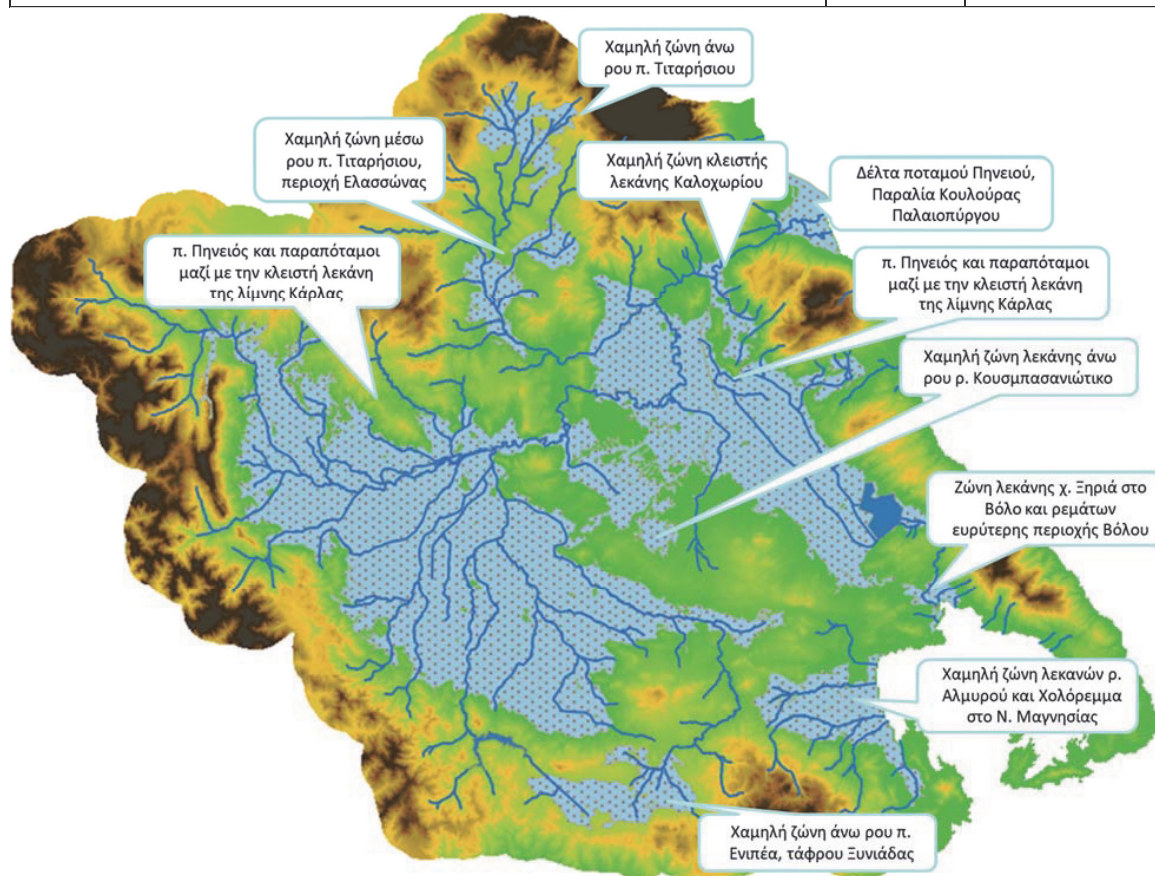 Χαμηλή ζώνη άνω
ρου π. Τιταρήσιου
Χαμηλή ζώνη μέσω
ρου π. Τιταρήσιου,
περιοχή Ελασσώνας
Χαμηλή ζώνη κλειστής
λεκάνης Καλοχωρίου
Δέλτα ποταμού Πηνειού,
Παραλία Κουλούρας
Παλαιοπύργου
π. Πηνειός και παραπόταμοι
μαζί με την κλειστή λεκάνη
της λίμνης Κάρλας
π. Πηνειός και παραπόταμοι
μαζί με την κλειστή λεκάνη
της λίμνης Κάρλας
Χαμηλή ζώνη λεκάνης άνω
ρου ρ. Κουσμπασανιώτικο
Ζώνη λεκάνης χ. Ξηριά στο
Βόλο και ρεμάτων
ευρύτερης περιοχής Βόλου
Χαμηλή ζώνη λεκανών ρ.
Αλμυρού και Χολόρεμμα
στο Ν. Μαγνησίας
Χαμηλή ζώνη άνω ρου π.
Ενιπέα, τάφρου Ξυνιάδας